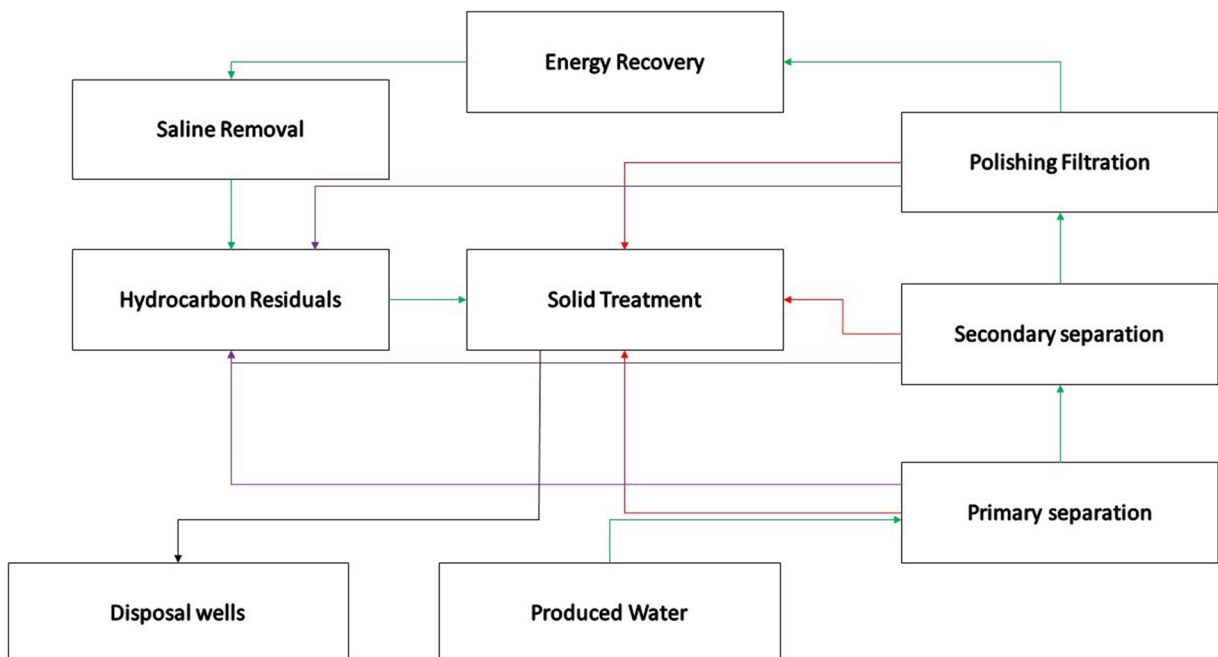 Energy Recovery
Saline Removal
Polishing Filtration
Hydrocarbon Residuals
Solid Treatment
Secondary separation
Primary separation
Disposal wells
Produced Water